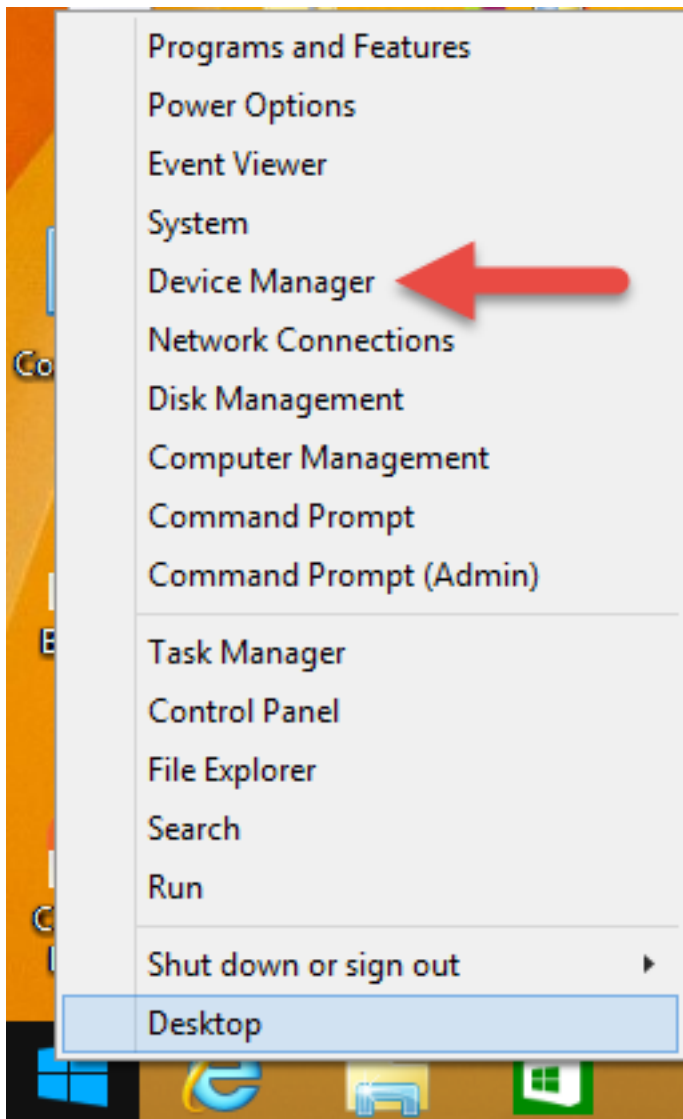 Programs and Features
Power Options
Event Viewer
System
Device Manager
Network Connections
Co
Disk Management
Computer Management
Command Prompt
Command Prompt (Admin)
Task Manager
Control Panel
File Explorer
Search
Run
Shut down or sign out
Desktop